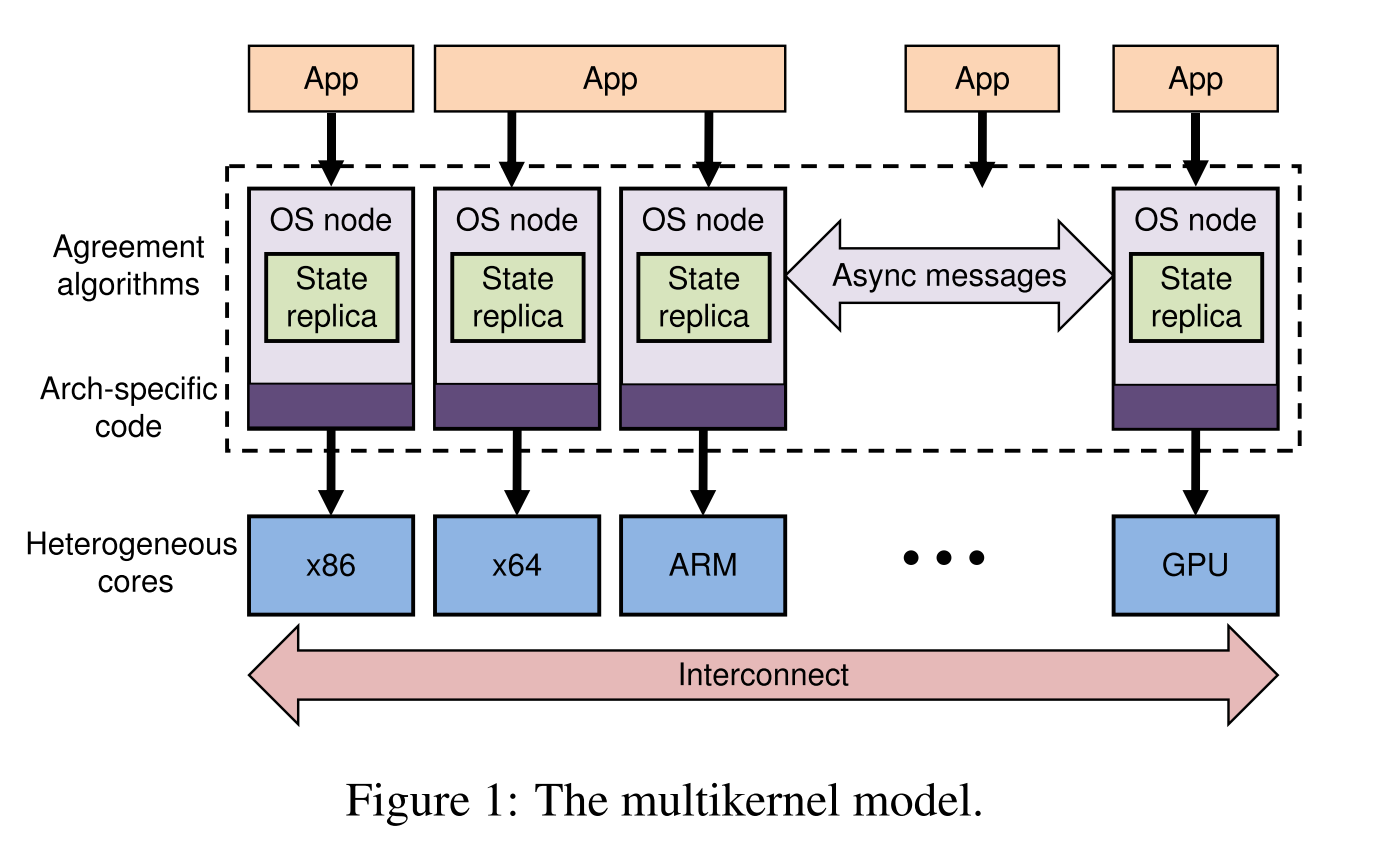 App
App
App
App
Agreement
algorithms
OS node
State
replica
OS node
State
replica
OS node
State
replica
Async messages
OS node
State
replica
Arch-specific
code
Heterogeneous
cores
x86
x64
ARM
GPU
Interconnect
Figure 1: The multikernel model.